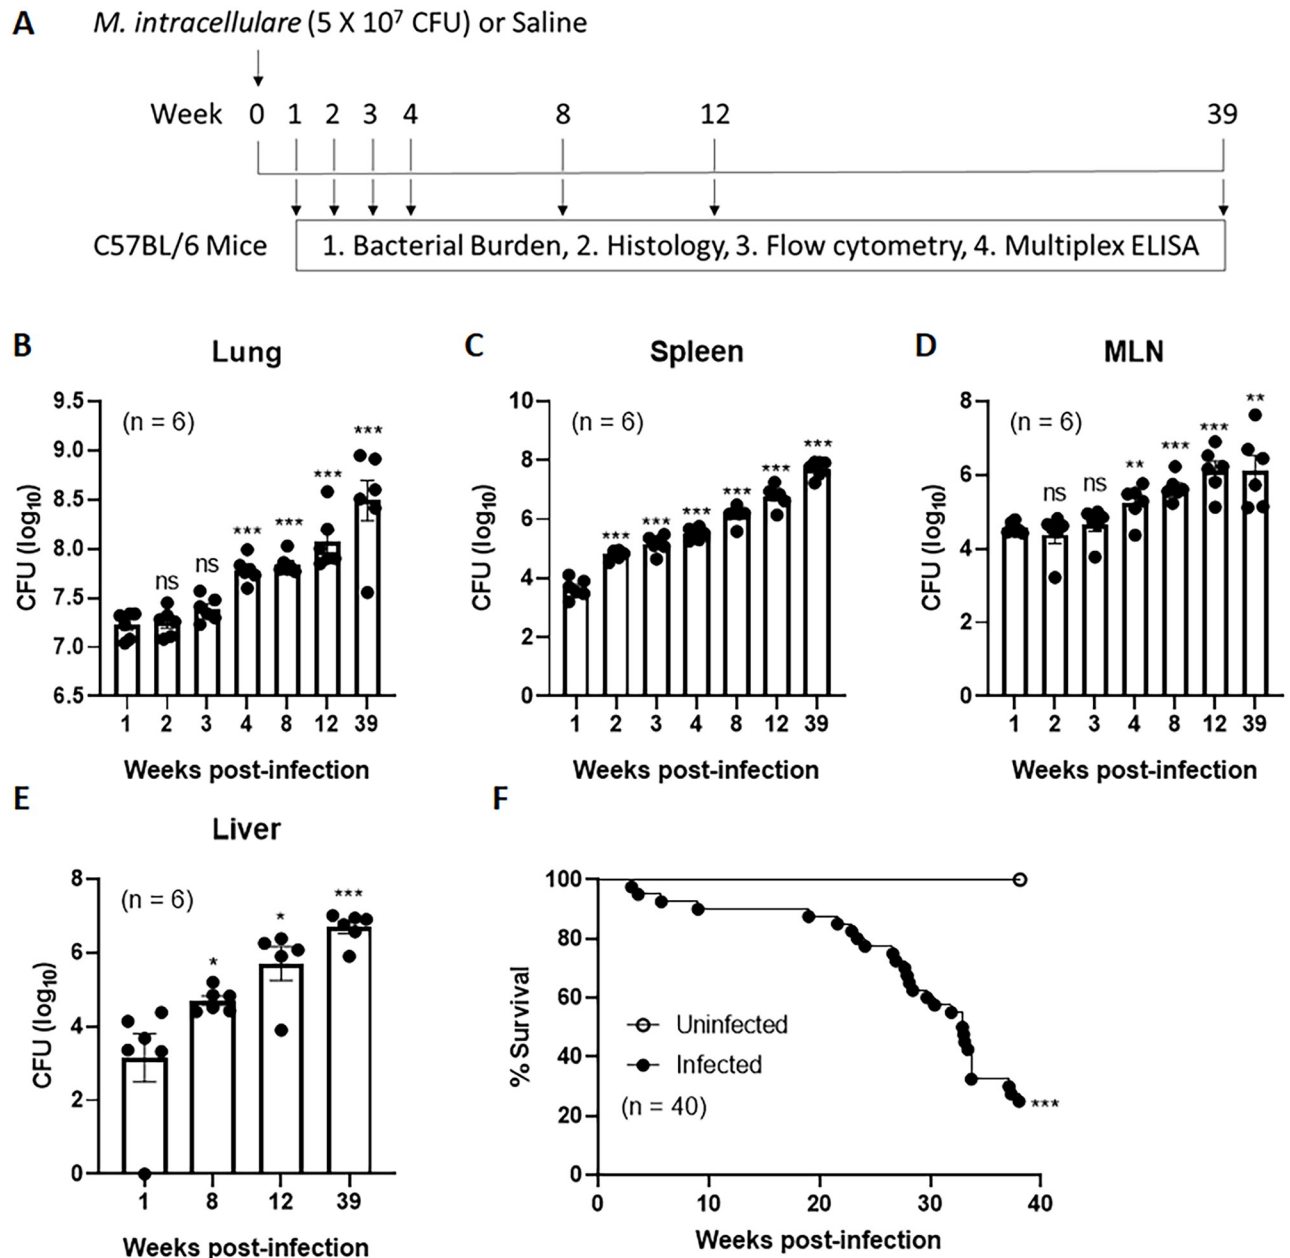 A
M. intracellulare (5 X 10⁷ CFU) or Saline
Week 0 1 2 3 4 8 12 39
C57BL/6 Mice
1. Bacterial Burden, 2. Histology, 3. Flow cytometry, 4. Multiplex ELISA
B
Lung
(n = 6)
CFU (log₁₀)
9.5
9.0
8.5
8.0
7.5
7.0
6.5
ns ns *** *** *** ***
1 2 3 4 8 12 39
Weeks post-infection
C
Spleen
(n = 6)
CFU (log₁₀)
10
8
6
4
2
0
*** *** *** *** *** ***
1 2 3 4 8 12 39
Weeks post-infection
D
MLN
(n = 6)
CFU (log₁₀)
8
6
4
2
0
ns ns ** *** *** **
1 2 3 4 8 12 39
Weeks post-infection
E
Liver
(n = 6)
CFU (log₁₀)
8
6
4
2
0
* * ***
1 8 12 39
Weeks post-infection
F
% Survival
100
80
60
40
20
0
Uninfected
Infected
(n = 40)
***
0 10 20 30 40
Weeks post-infection